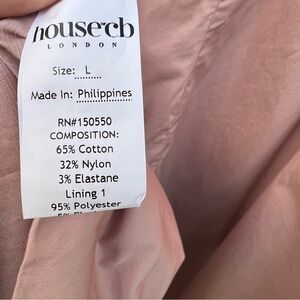 house of cb
LONDON
Size: L
Made In: Philippines
RN#150550
COMPOSITION:
65% Cotton
32% Nylon
3% Elastane
Lining 1
95% Polyester